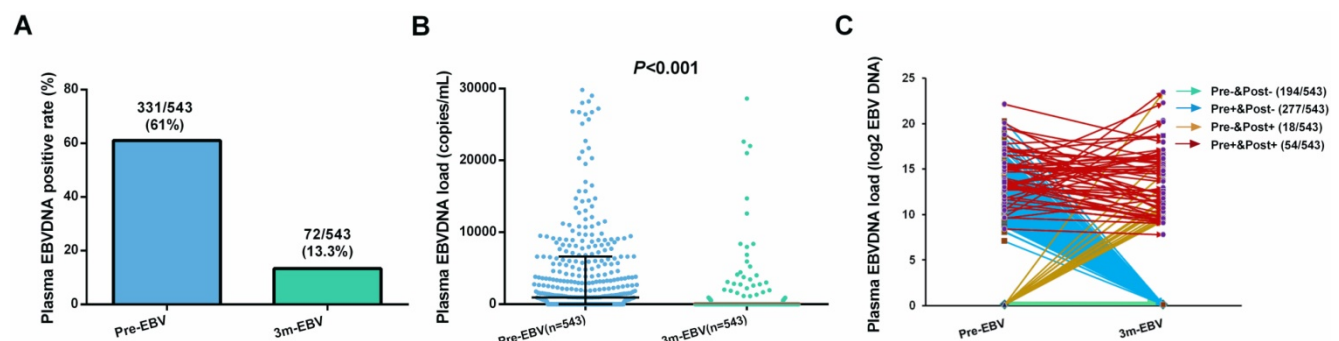 A
Plasma EBVDNA positive rate (%)
80
60
40
20
0
331/543
(61%)
72/543
(13.3%)
Pre-EBV
3m-EBV
B
P<0.001
Plasma EBVDNA load (copies/mL)
30000
20000
10000
0
Pre-EBV(n=543)
3m-EBV(n=543)
C
Plasma EBVDNA load (log2 EBV DNA)
25
20
15
10
5
0
Pre-EBV
3m-EBV
Pre-&Post- (194/543)
Pre+&Post- (277/543)
Pre-&Post+ (18/543)
Pre+&Post+ (54/543)